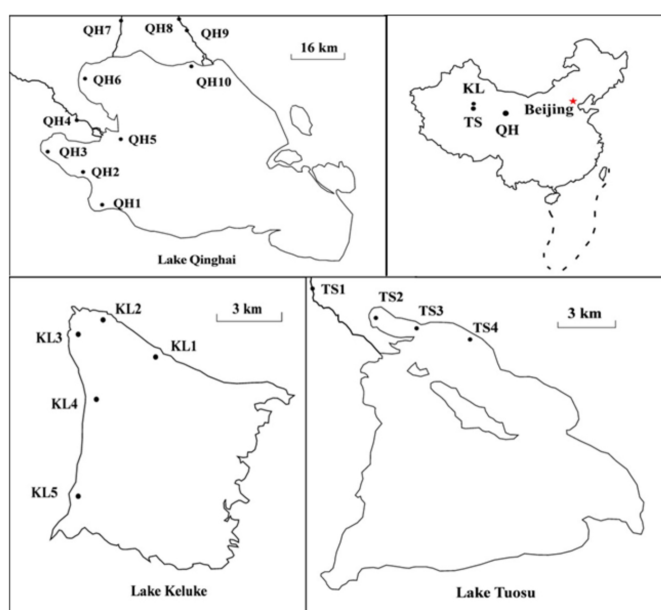 QH7
QH8
QH9
16 km
QH6
QH10
QH4
QH5
QH3
QH2
QH1
Lake Qinghai
KL
TS
QH
Beijing
KL2
3 km
KL3
KL1
KL4
KL5
Lake Keluke
TS1
TS2
TS3
TS4
3 km
Lake Tuosu